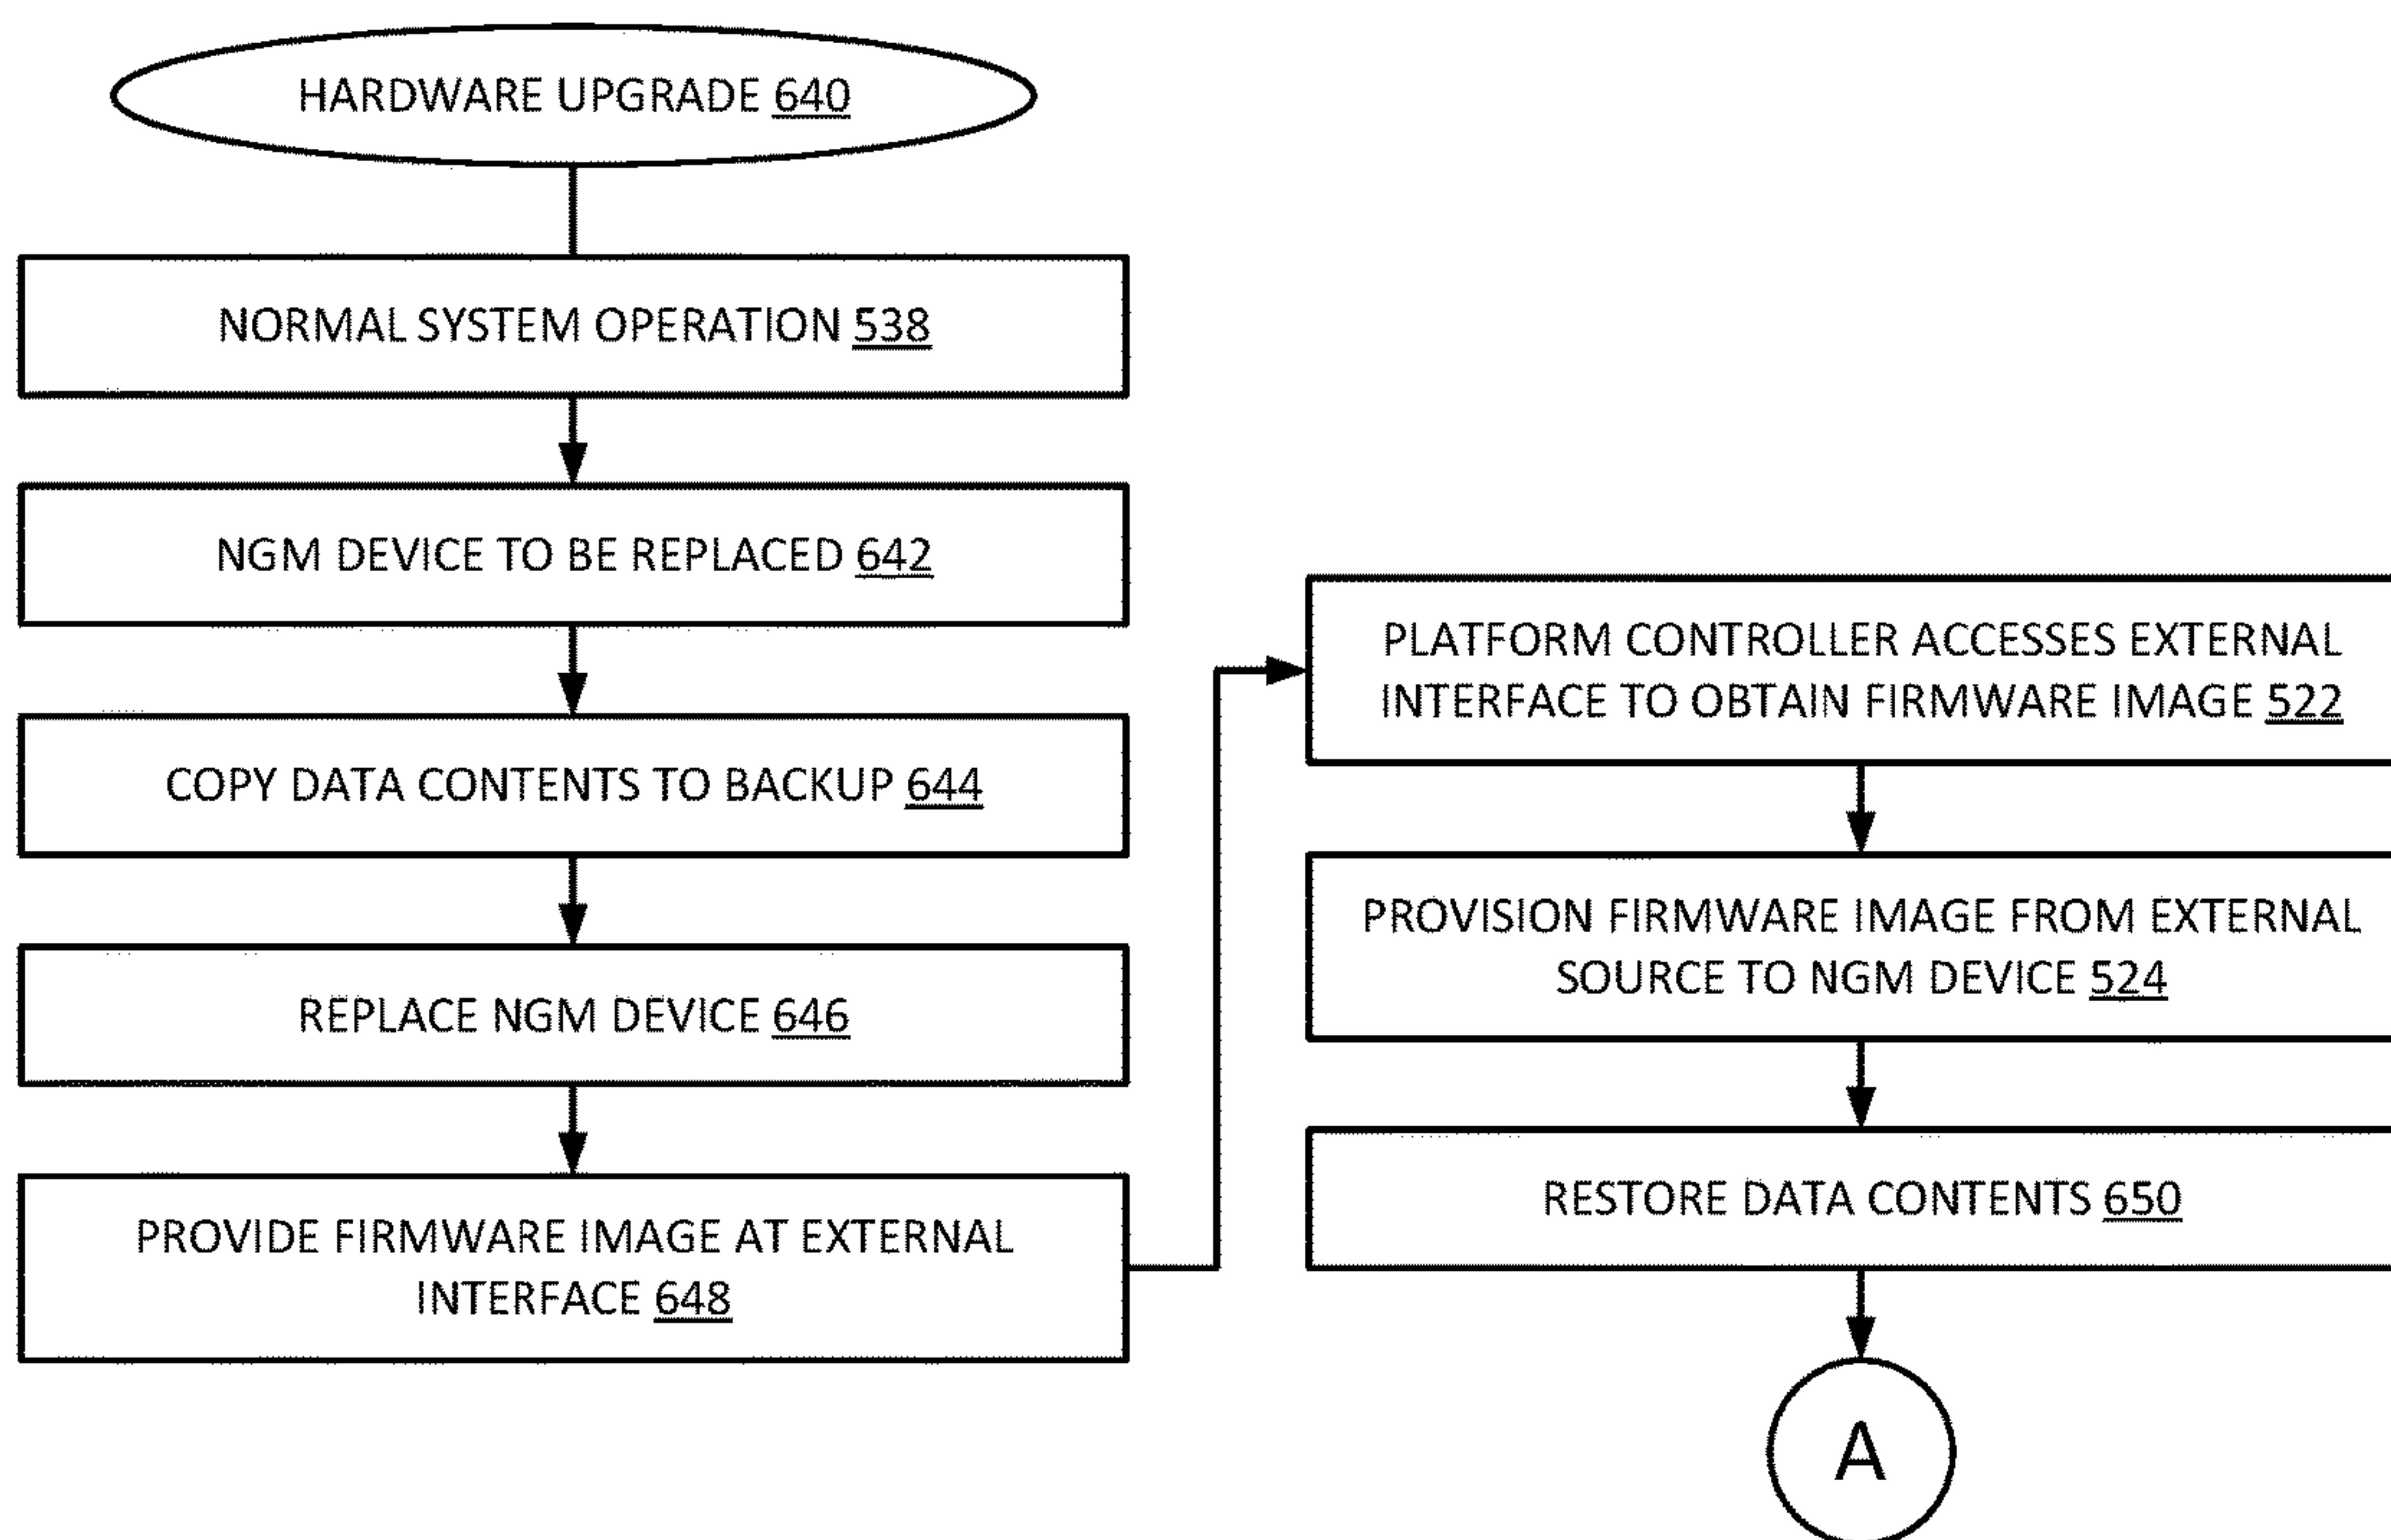 HARDWARE UPGRADE 640
NORMAL SYSTEM OPERATION 538
NGM DEVICE TO BE REPLACED 642
COPY DATA CONTENTS TO BACKUP 644
REPLACE NGM DEVICE 646
PROVIDE FIRMWARE IMAGE AT EXTERNAL
INTERFACE 648
PLATFORM CONTROLLER ACCESSES EXTERNAL
INTERFACE TO OBTAIN FIRMWARE IMAGE 522
PROVISION FIRMWARE IMAGE FROM EXTERNAL
SOURCE TO NGM DEVICE 524
RESTORE DATA CONTENTS 650
A